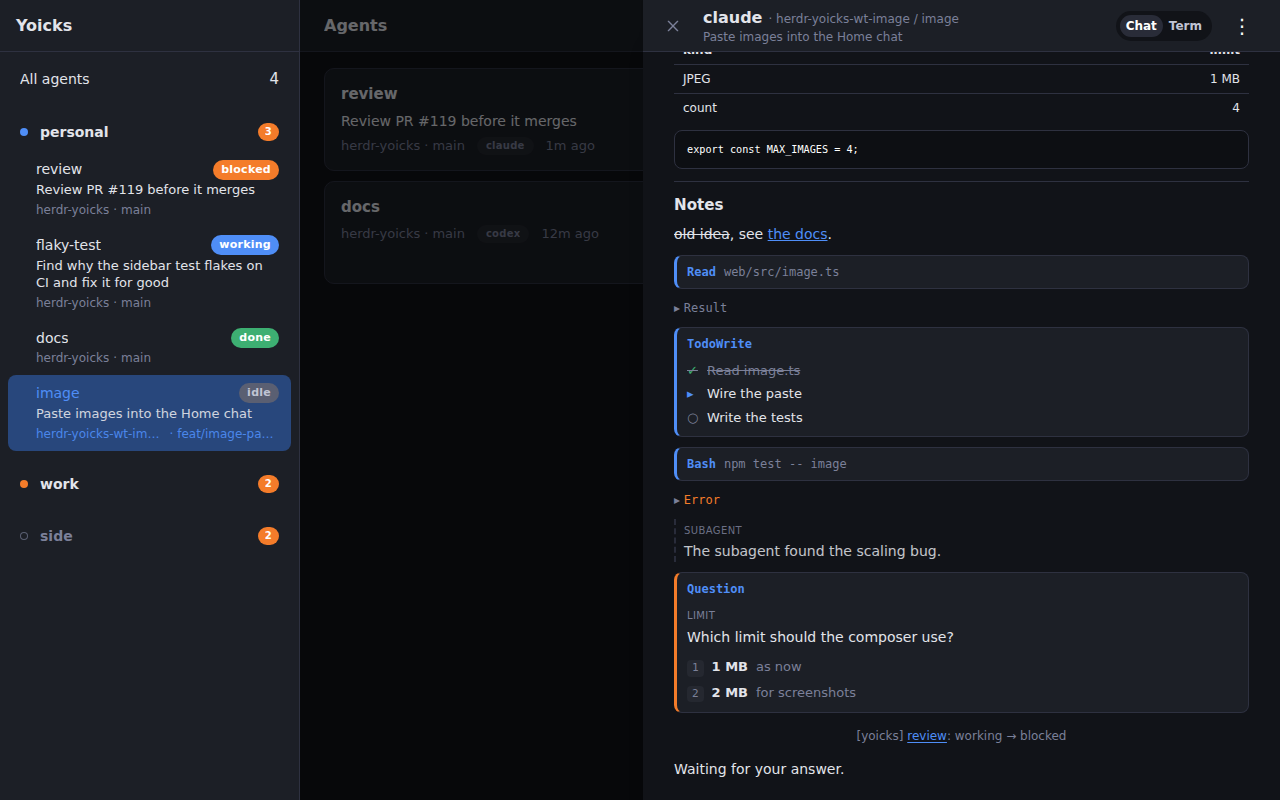 Yoicks
All agents 4
personal 3
review blocked
Review PR #119 before it merges
herdr-yoicks · main
flaky-test working
Find why the sidebar test flakes on
CI and fix it for good
herdr-yoicks · main
docs done
herdr-yoicks · main
image idle
Paste images into the Home chat
herdr-yoicks-wt-im… · feat/image-pa…
work 2
side 2
Agents
review
Review PR #119 before it merges
herdr-yoicks · main claude 1m ago
docs
herdr-yoicks · main codex 12m ago
claude · herdr-yoicks-wt-image / image
Paste images into the Home chat
Chat Term
JPEG 1 MB
count 4
export const MAX_IMAGES = 4;
Notes
old idea, see the docs.
Read web/src/image.ts
▸ Result
TodoWrite
✓ Read image.ts
▸ Wire the paste
○ Write the tests
Bash npm test -- image
▸ Error
SUBAGENT
The subagent found the scaling bug.
Question
LIMIT
Which limit should the composer use?
1 1 MB as now
2 2 MB for screenshots
[yoicks] review: working → blocked
Waiting for your answer.